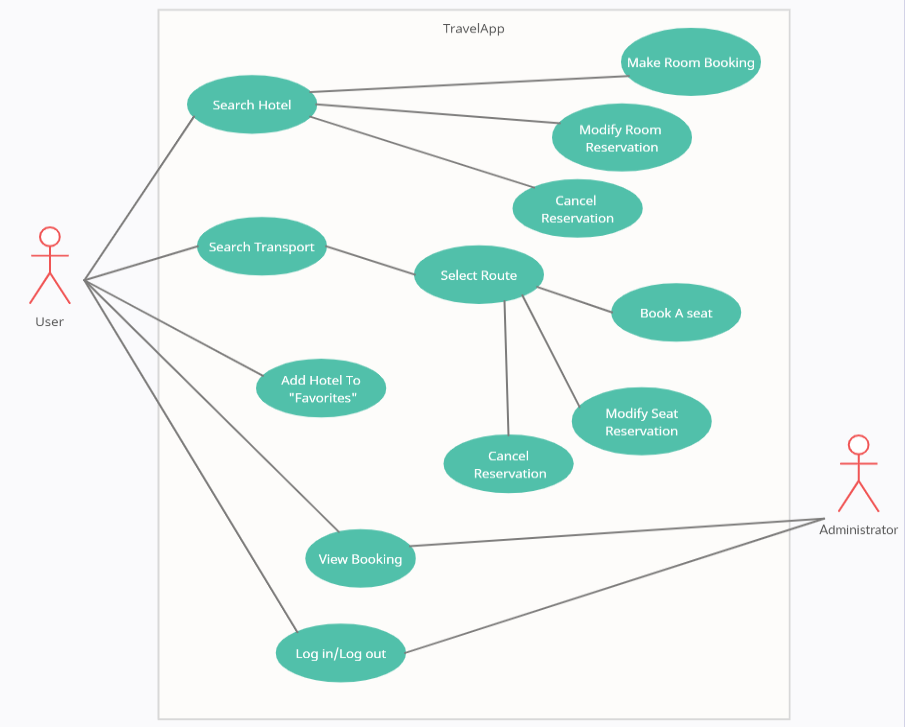 TravelApp
Make Room Booking
Search Hotel
Modify Room
Reservation
Cancel
Reservation
Search Transport
Select Route
Book A seat
User
Add Hotel To
"Favorites"
Modify Seat
Reservation
Cancel
Reservation
Administrator
View Booking
Log in/Log out